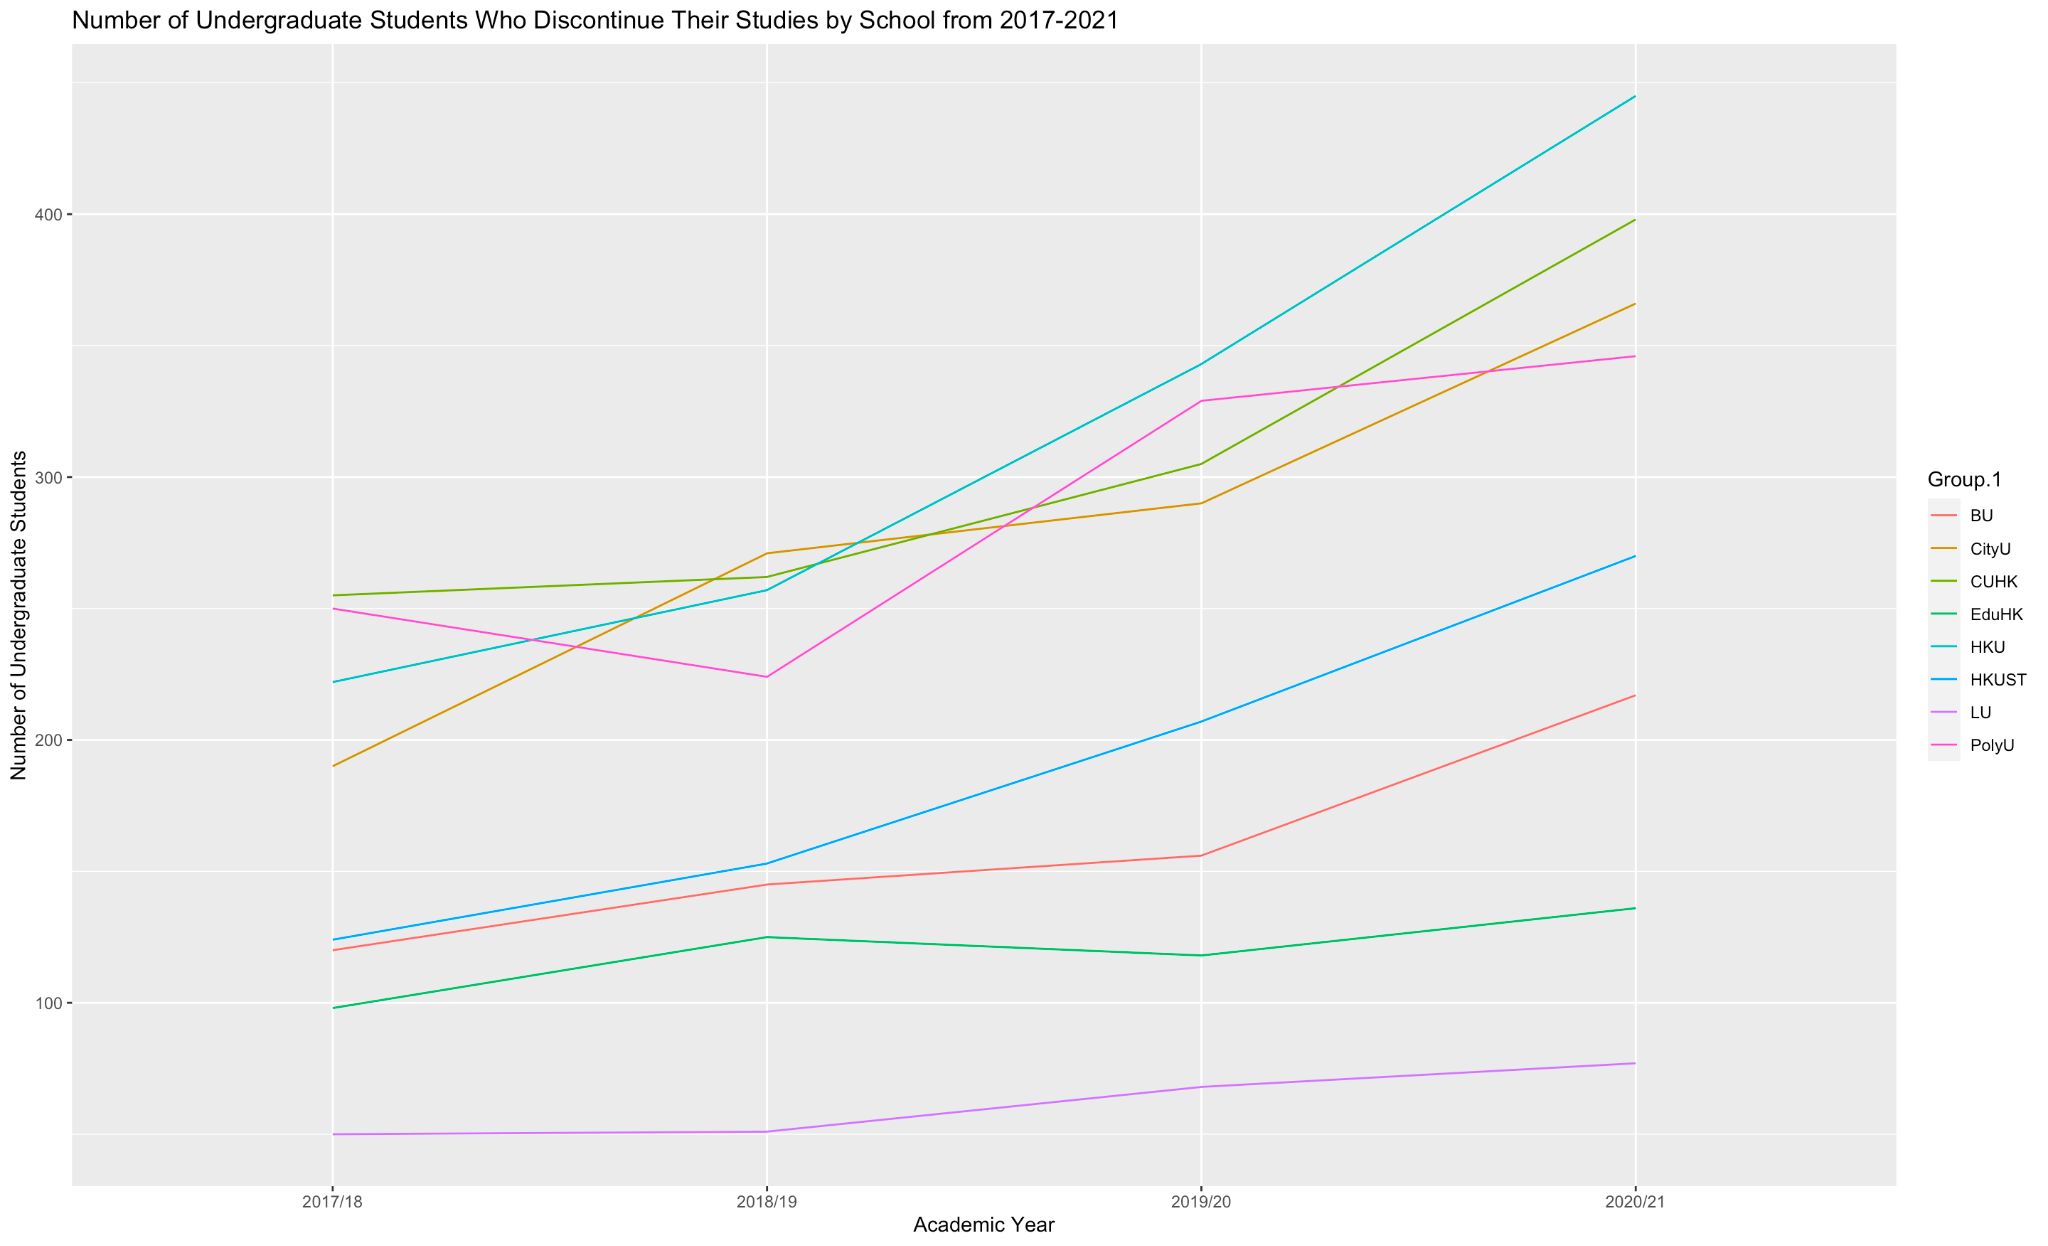 Number of Undergraduate Students Who Discontinue Their Studies by School from 2017-2021
Number of Undergraduate Students
400
300
200
100
2017/18
2018/19
2019/20
2020/21
Academic Year
Group.1
BU
CityU
CUHK
EduHK
HKU
HKUST
LU
PolyU